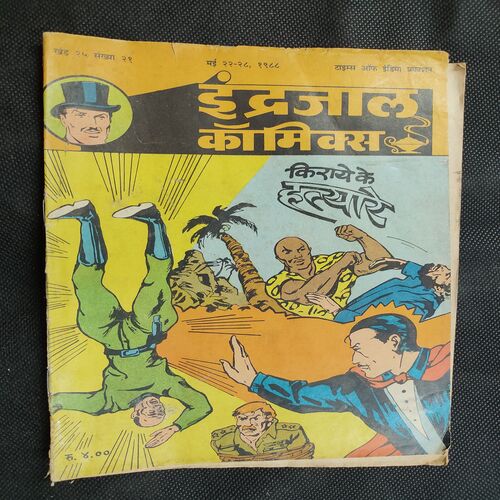 खंड २५ संख्या २१
मई २२-२८, १९८८
टाइम्स ऑफ इंडिया प्रकाशन
इंद्रजाल
कॉमिक्स
किराये के
हत्यारे
रु. ४.००